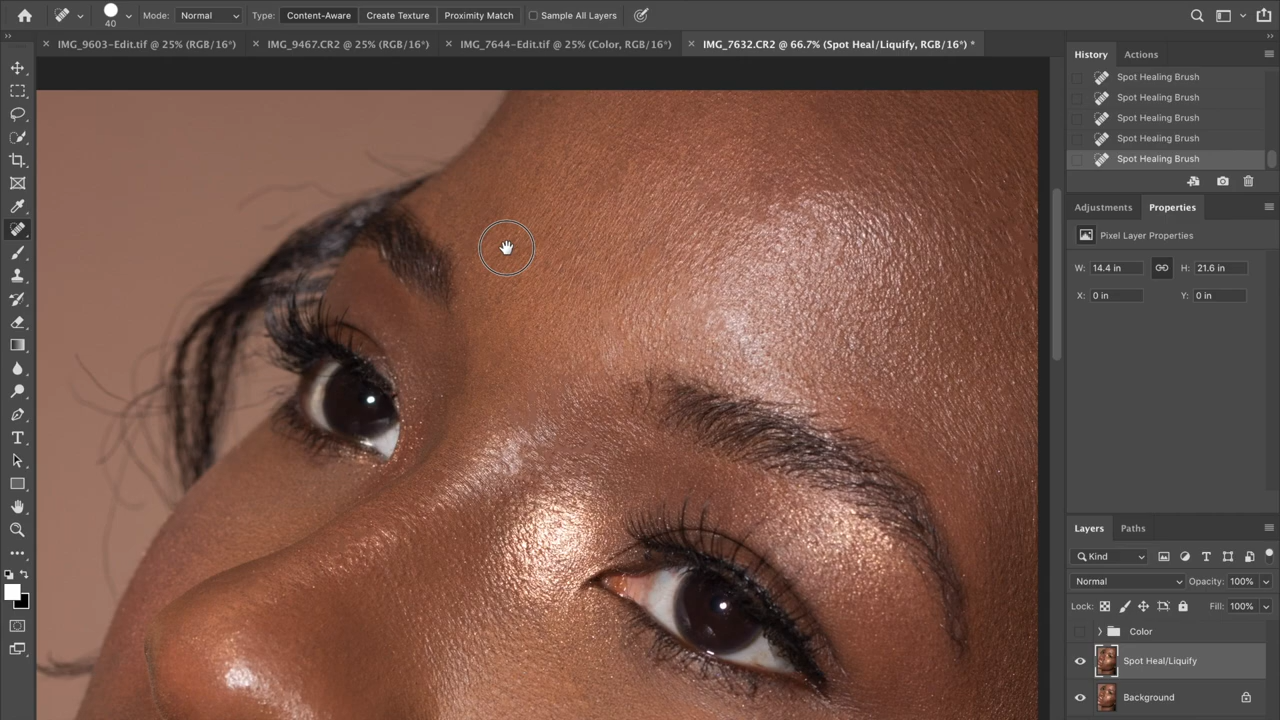 40 Mode: Normal Type: Content-Aware Create Texture Proximity Match Sample All Layers
IMG_9603-Edit.tif @ 25% (RGB/16*) IMG_9467.CR2 @ 25% (RGB/16*) IMG_7644-Edit.tif @ 25% (Color, RGB/16*) IMG_7632.CR2 @ 66.7% (Spot Heal/Liquify, RGB/16*) *
History Actions
Spot Healing Brush
Spot Healing Brush
Spot Healing Brush
Spot Healing Brush
Spot Healing Brush
Adjustments Properties
Pixel Layer Properties
W: 14.4 in H: 21.6 in
X: 0 in Y: 0 in
Layers Paths
Kind
Normal Opacity: 100%
Lock: Fill: 100%
Color
Spot Heal/Liquify
Background